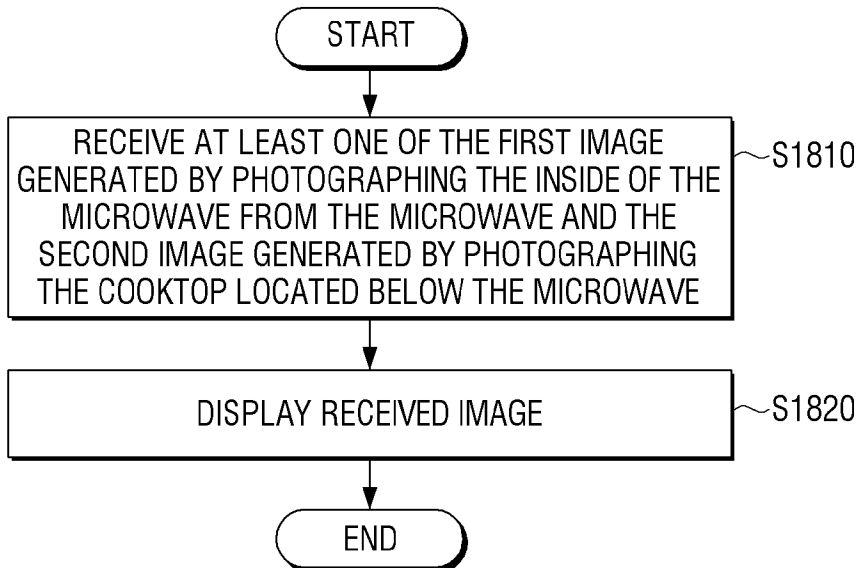 START
RECEIVE AT LEAST ONE OF THE FIRST IMAGE
GENERATED BY PHOTOGRAPHING THE INSIDE OF THE
MICROWAVE FROM THE MICROWAVE AND THE
SECOND IMAGE GENERATED BY PHOTOGRAPHING
THE COOKTOP LOCATED BELOW THE MICROWAVE
S1810
DISPLAY RECEIVED IMAGE
S1820
END